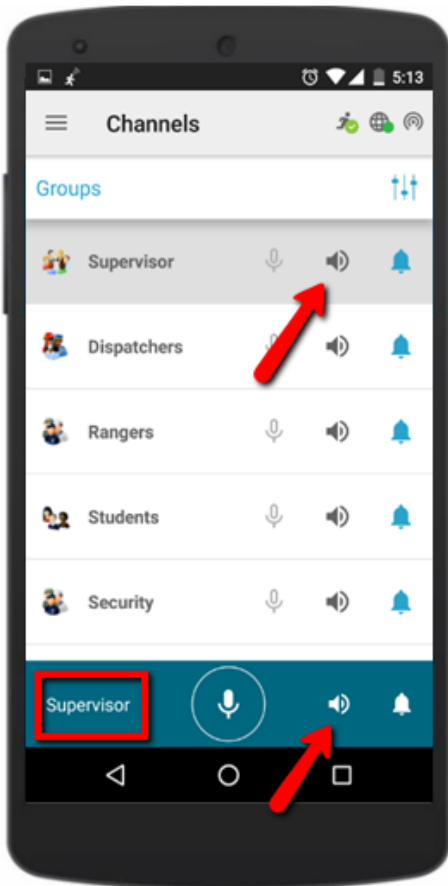 5:13
Channels
Groups
Supervisor
Dispatchers
Rangers
Students
Security
Supervisor